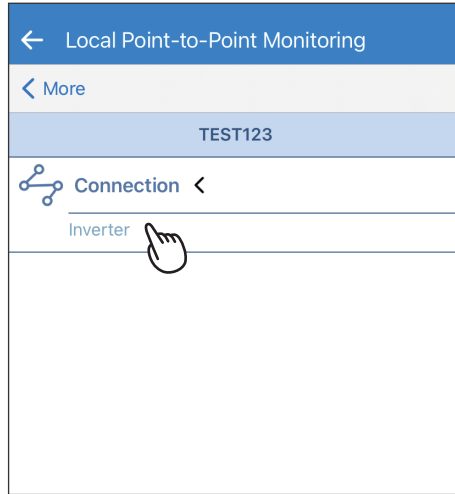 Local Point-to-Point Monitoring
More
TEST123
Connection
Inverter